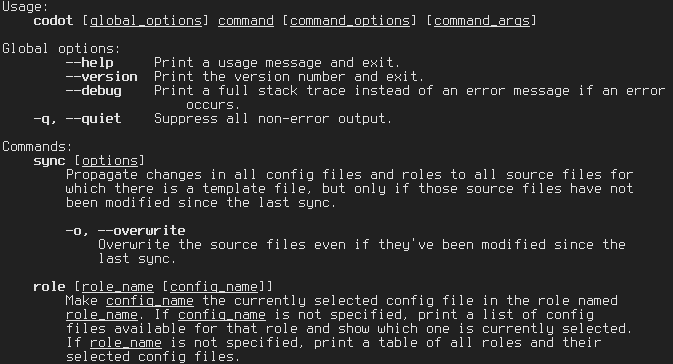 Usage:
codot [global_options] command [command_options] [command_args]
Global options:
--help Print a usage message and exit.
--version Print the version number and exit.
--debug Print a full stack trace instead of an error message if an error
occurs.
-q, --quiet Suppress all non-error output.
Commands:
sync [options]
Propagate changes in all config files and roles to all source files for
which there is a template file, but only if those source files have not
been modified since the last sync.
-o, --overwrite
Overwrite the source files even if they've been modified since the
last sync.
role [role_name [config_name]]
Make config_name the currently selected config file in the role named
role_name. If config_name is not specified, print a list of config
files available for that role and show which one is currently selected.
If role_name is not specified, print a table of all roles and their
selected config files.